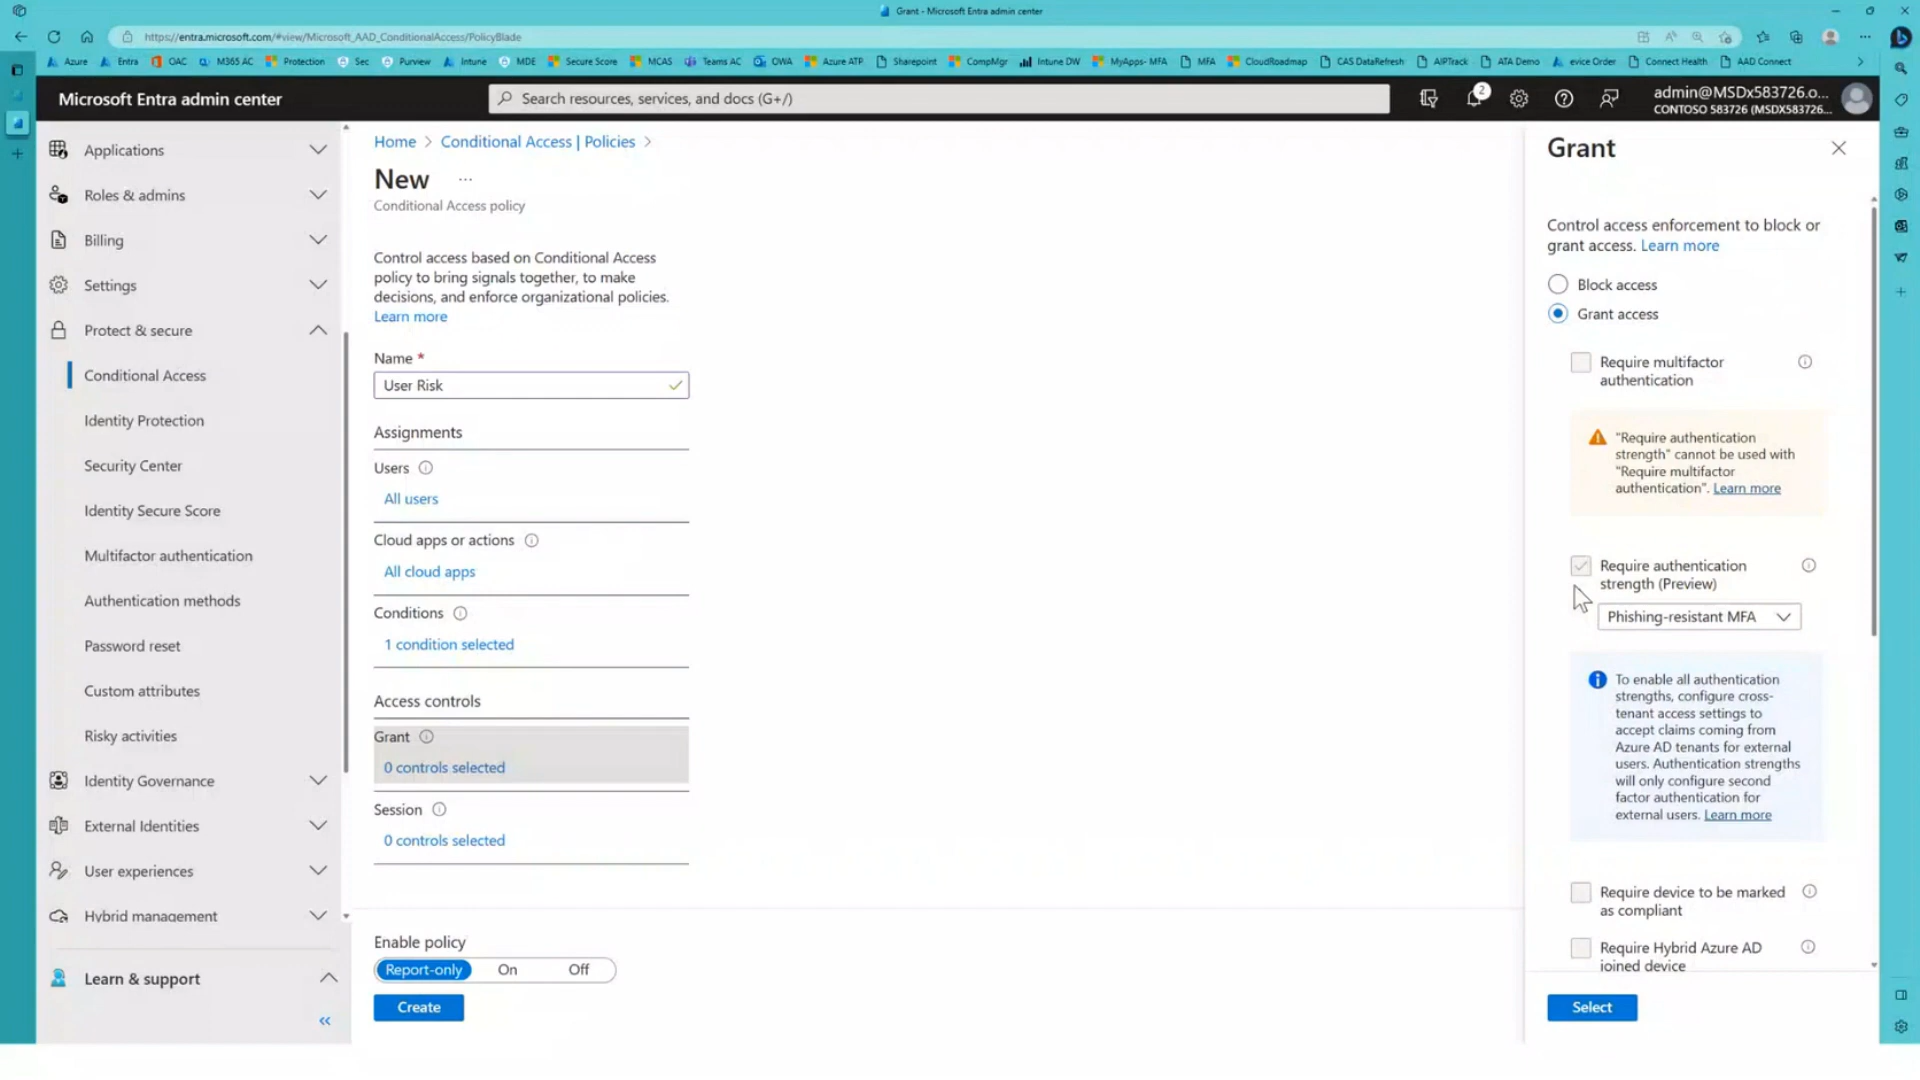 Grant - Microsoft Entra admin center
https://entra.microsoft.com/#view/Microsoft_AAD_ConditionalAccess/PolicyBlade
Azure Entra OAC M365 AC Protection Sec Purview Intune MDE Secure Score MCAS Teams AC OWA Azure ATP Sharepoint CompMgr Intune DW MyApps- MFA MFA CloudRoadmap CAS DataRefresh AIPTrack ATA Demo evice Order Connect Health AAD Connect
Microsoft Entra admin center
Search resources, services, and docs (G+/)
2
admin@MSDx583726.o...
CONTOSO 583726 (MSDX583726...
Applications
Roles & admins
Billing
Settings
Protect & secure
Conditional Access
Identity Protection
Security Center
Identity Secure Score
Multifactor authentication
Authentication methods
Password reset
Custom attributes
Risky activities
Identity Governance
External Identities
User experiences
Hybrid management
Learn & support
Home > Conditional Access | Policies >
New ...
Conditional Access policy
Control access based on Conditional Access
policy to bring signals together, to make
decisions, and enforce organizational policies.
Learn more
Name *
User Risk
Assignments
Users
All users
Cloud apps or actions
All cloud apps
Conditions
1 condition selected
Access controls
Grant
0 controls selected
Session
0 controls selected
Enable policy
Report-only On Off
Create
Grant
Control access enforcement to block or
grant access. Learn more
Block access
Grant access
Require multifactor
authentication
"Require authentication
strength" cannot be used with
"Require multifactor
authentication". Learn more
Require authentication
strength (Preview)
Phishing-resistant MFA
To enable all authentication
strengths, configure cross-
tenant access settings to
accept claims coming from
Azure AD tenants for external
users. Authentication strengths
will only configure second
factor authentication for
external users. Learn more
Require device to be marked
as compliant
Require Hybrid Azure AD
joined device
Select